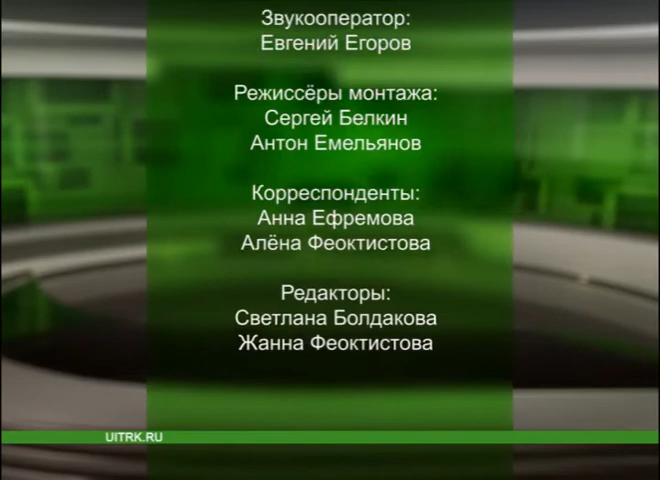 Звукооператор:
Евгений Егоров
Режиссёры монтажа:
Сергей Белкин
Антон Емельянов
Корреспонденты:
Анна Ефремова
Алёна Феоктистова
Редакторы:
Светлана Болдакова
Жанна Феоктистова
UITRK.RU